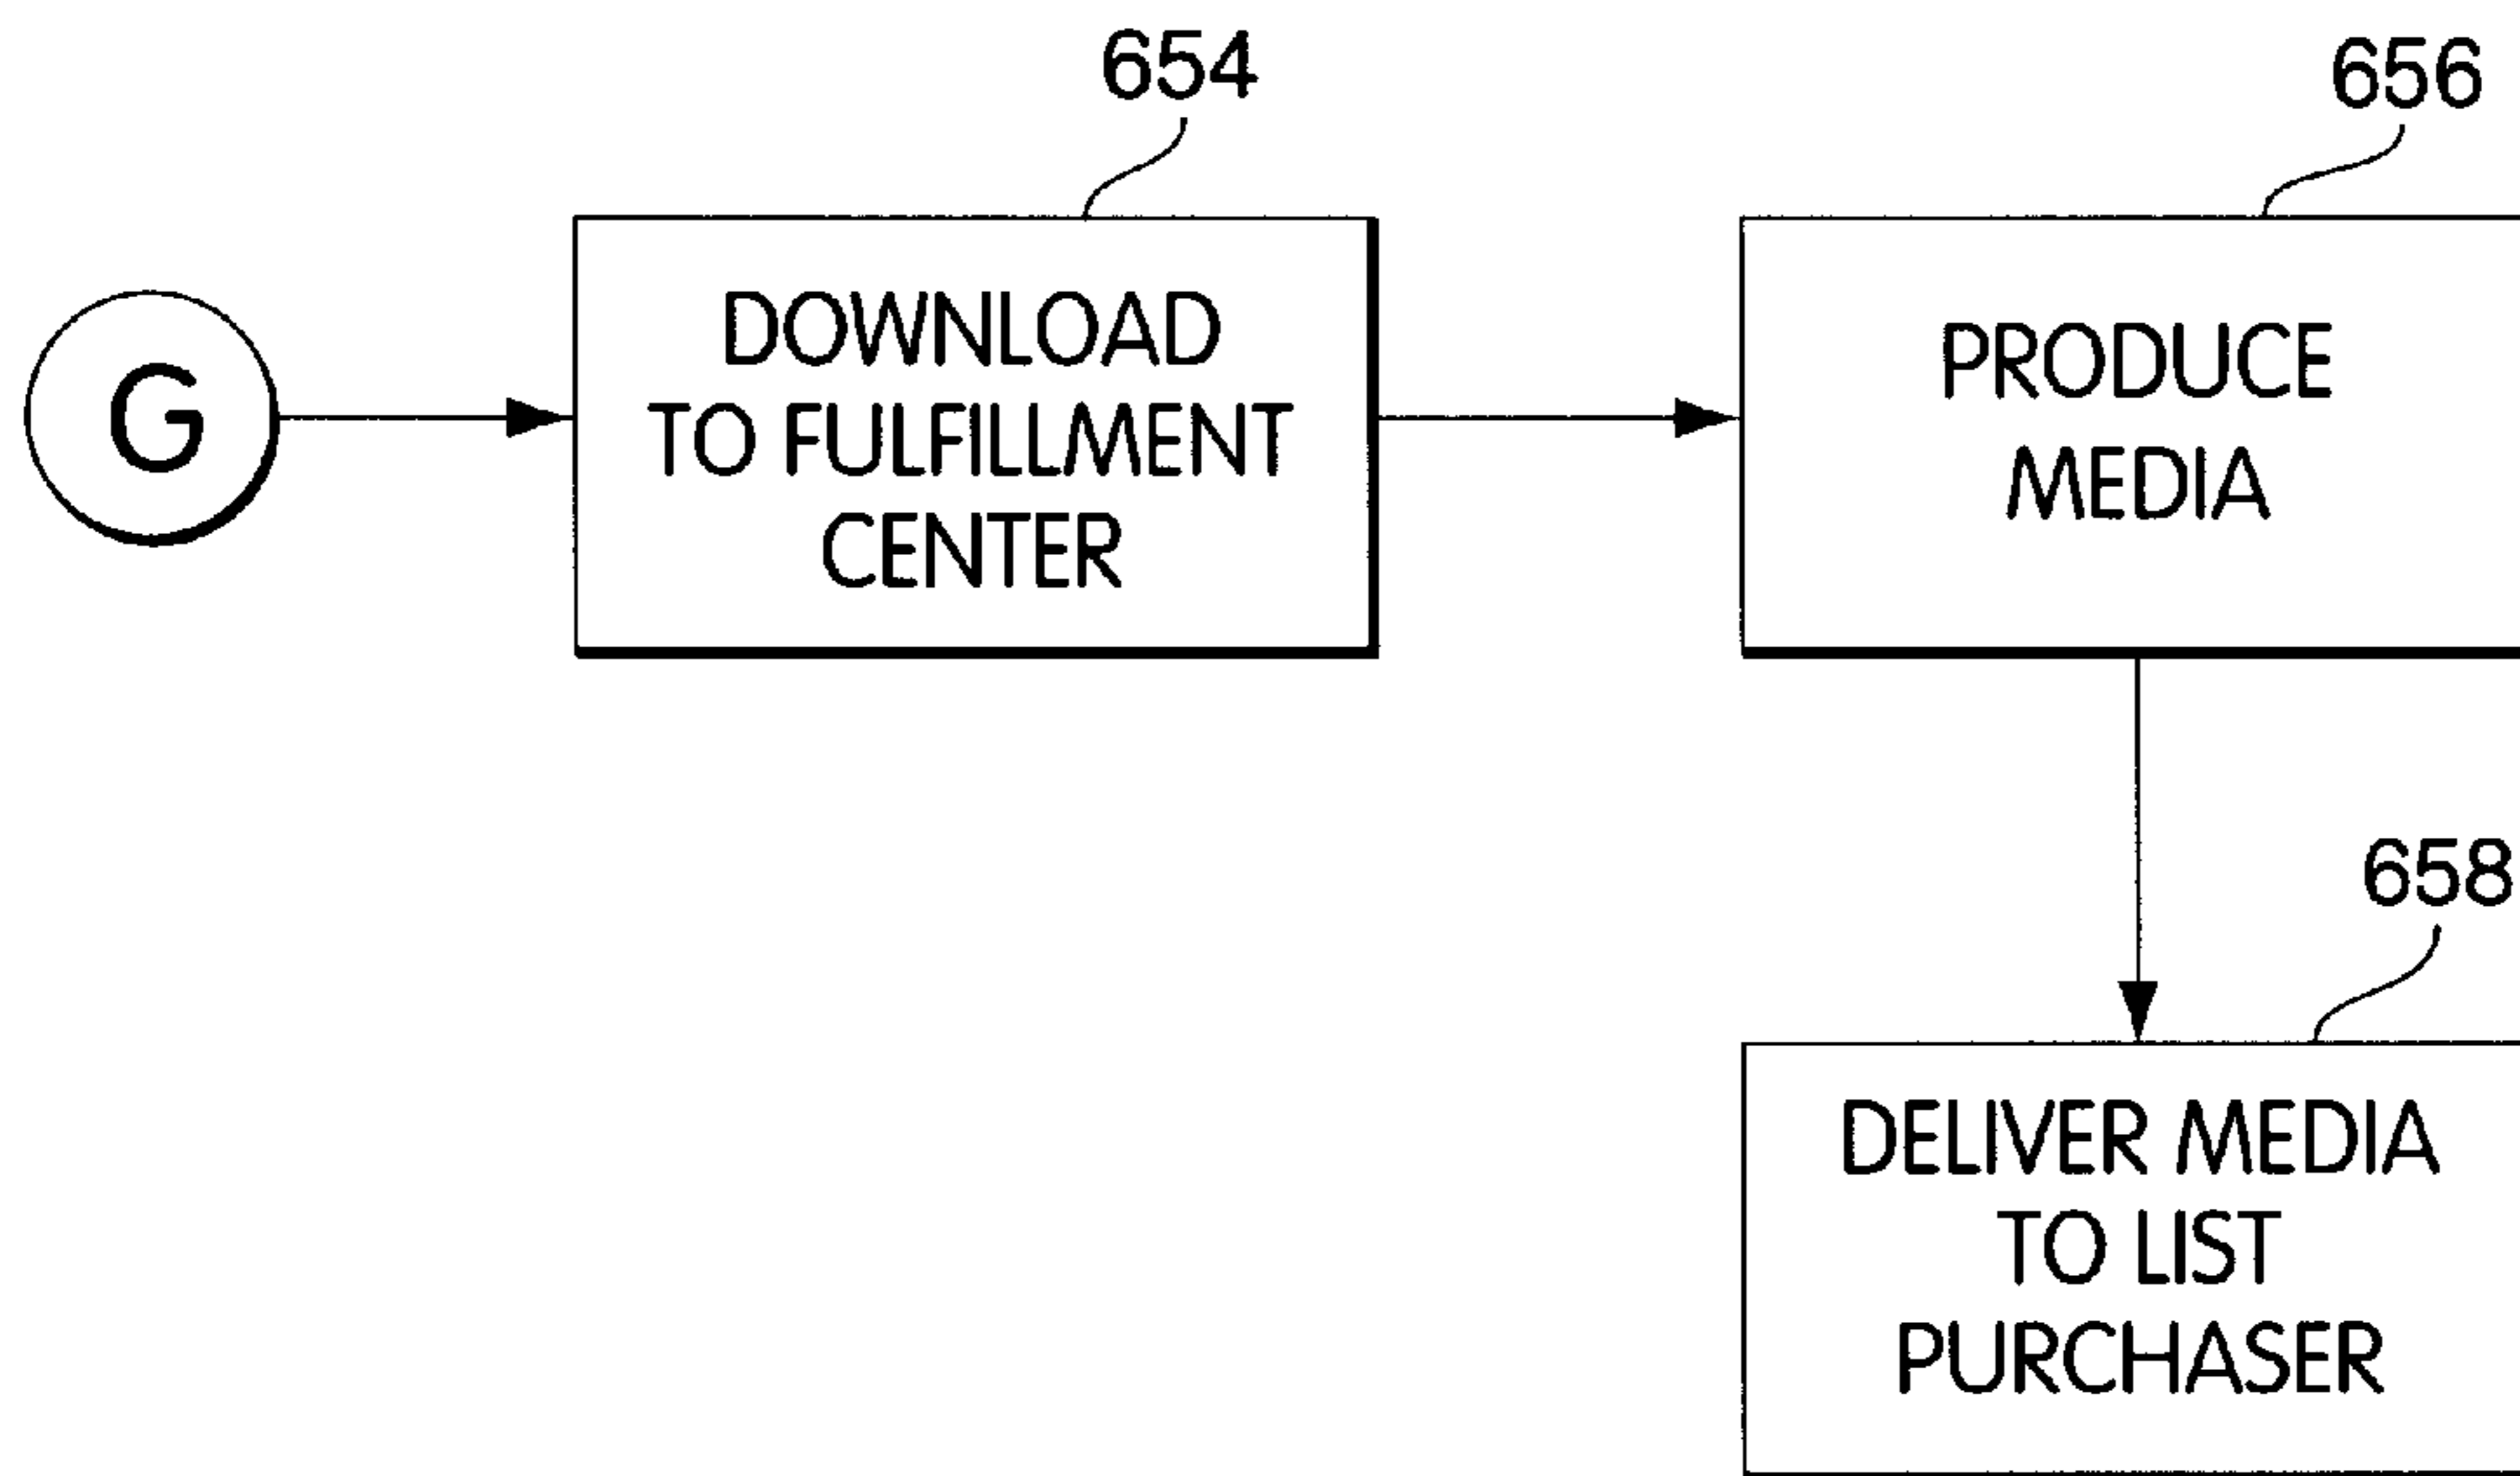 654
656
G
DOWNLOAD
TO FULFILLMENT
CENTER
PRODUCE
MEDIA
658
DELIVER MEDIA
TO LIST
PURCHASER